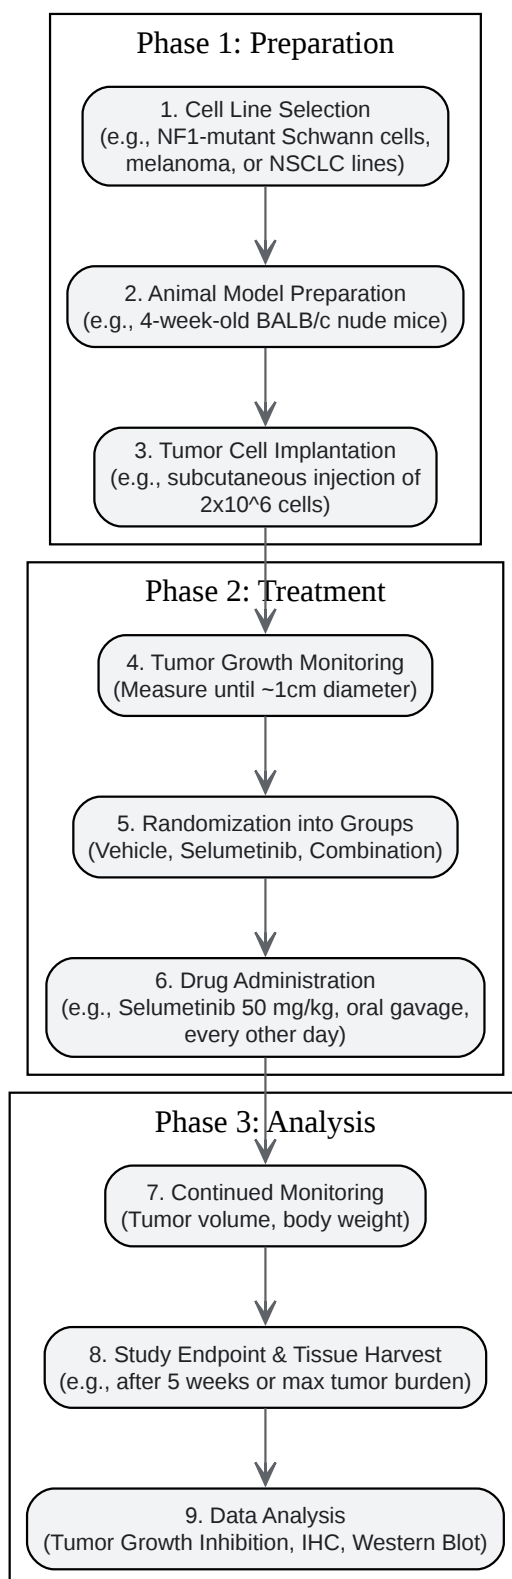 Phase 1: Preparation
1. Cell Line Selection
(e.g., NF1-mutant Schwann cells,
melanoma, or NSCLC lines)
2. Animal Model Preparation
(e.g., 4-week-old BALB/c nude mice)
3. Tumor Cell Implantation
(e.g., subcutaneous injection of
2x10^6 cells)
Phase 2: Treatment
4. Tumor Growth Monitoring
(Measure until ~1cm diameter)
5. Randomization into Groups
(Vehicle, Selumetinib, Combination)
6. Drug Administration
(e.g., Selumetinib 50 mg/kg, oral gavage,
every other day)
Phase 3: Analysis
7. Continued Monitoring
(Tumor volume, body weight)
8. Study Endpoint & Tissue Harvest
(e.g., after 5 weeks or max tumor burden)
9. Data Analysis
(Tumor Growth Inhibition, IHC, Western Blot)